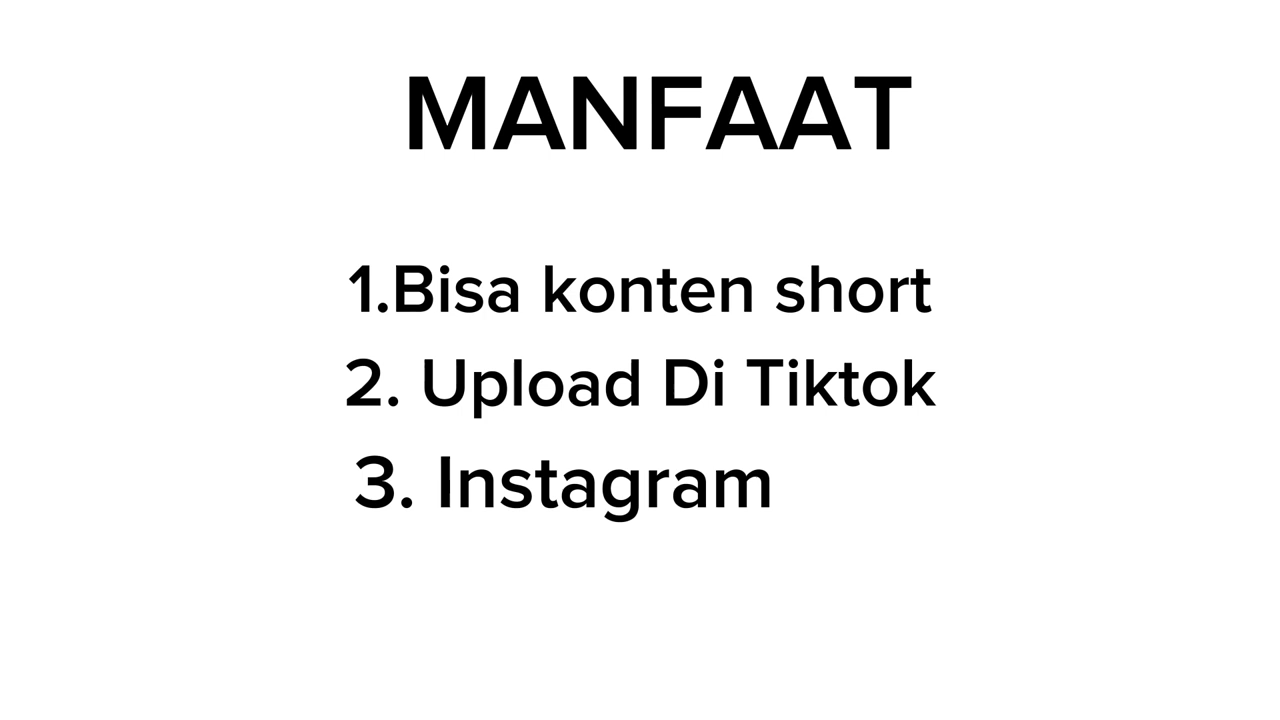 MANFAAT
1.Bisa konten short
2. Upload Di Tiktok
3. Instagram